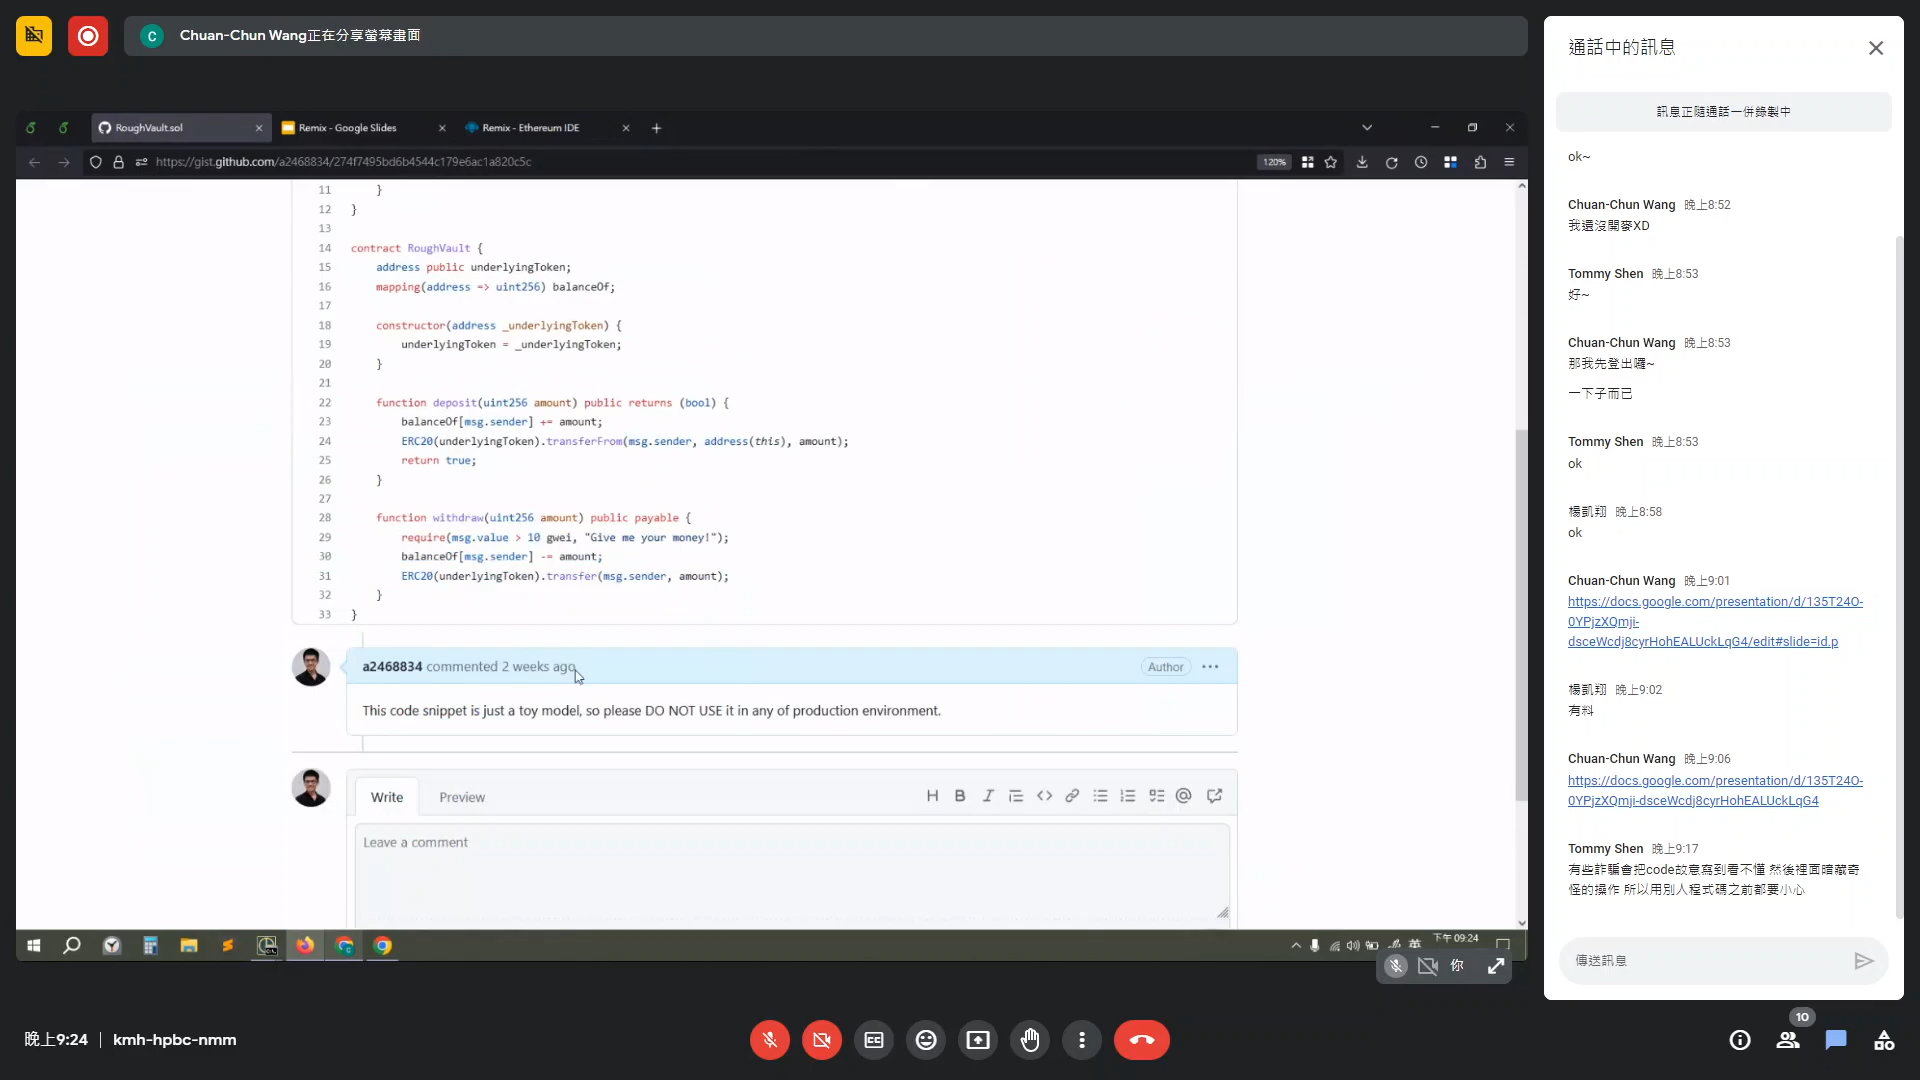 C Chuan-Chun Wang正在分享螢幕畫面
RoughVault.sol
Remix - Google Slides
Remix - Ethereum IDE
https://gist.github.com/a2468834/274f7495bd6b4544c179e6ac1a820c5c
120%
11 }
12 }
13
14 contract RoughVault {
15 address public underlyingToken;
16 mapping(address => uint256) balanceOf;
17
18 constructor(address _underlyingToken) {
19 underlyingToken = _underlyingToken;
20 }
21
22 function deposit(uint256 amount) public returns (bool) {
23 balanceOf[msg.sender] += amount;
24 ERC20(underlyingToken).transferFrom(msg.sender, address(this), amount);
25 return true;
26 }
27
28 function withdraw(uint256 amount) public payable {
29 require(msg.value > 10 gwei, "Give me your money!");
30 balanceOf[msg.sender] -= amount;
31 ERC20(underlyingToken).transfer(msg.sender, amount);
32 }
33 }
a2468834 commented 2 weeks ago
Author
This code snippet is just a toy model, so please DO NOT USE it in any of production environment.
Write
Preview
Leave a comment
英
下午 09:24
你
晚上9:24 | kmh-hpbc-nmm
通話中的訊息
訊息正隨通話一併錄製中
ok~
Chuan-Chun Wang 晚上8:52
我還沒開麥XD
Tommy Shen 晚上8:53
好~
Chuan-Chun Wang 晚上8:53
那我先登出囉~
一下子而已
Tommy Shen 晚上8:53
ok
楊凱翔 晚上8:58
ok
Chuan-Chun Wang 晚上9:01
https://docs.google.com/presentation/d/135T24O-
0YPjzXQmji-
dsceWcdj8cyrHohEALUckLqG4/edit#slide=id.p
楊凱翔 晚上9:02
有料
Chuan-Chun Wang 晚上9:06
https://docs.google.com/presentation/d/135T24O-
0YPjzXQmji-dsceWcdj8cyrHohEALUckLqG4
Tommy Shen 晚上9:17
有些詐騙會把code故意寫到看不懂 然後裡面暗藏奇
怪的操作 所以用別人程式碼之前都要小心
傳送訊息
10